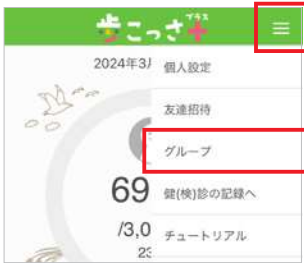 歩こっさプラス
2024年3月
個人設定
友達招待
グループ
69
健(検)診の記録へ
/3,0
チュートリアル
23